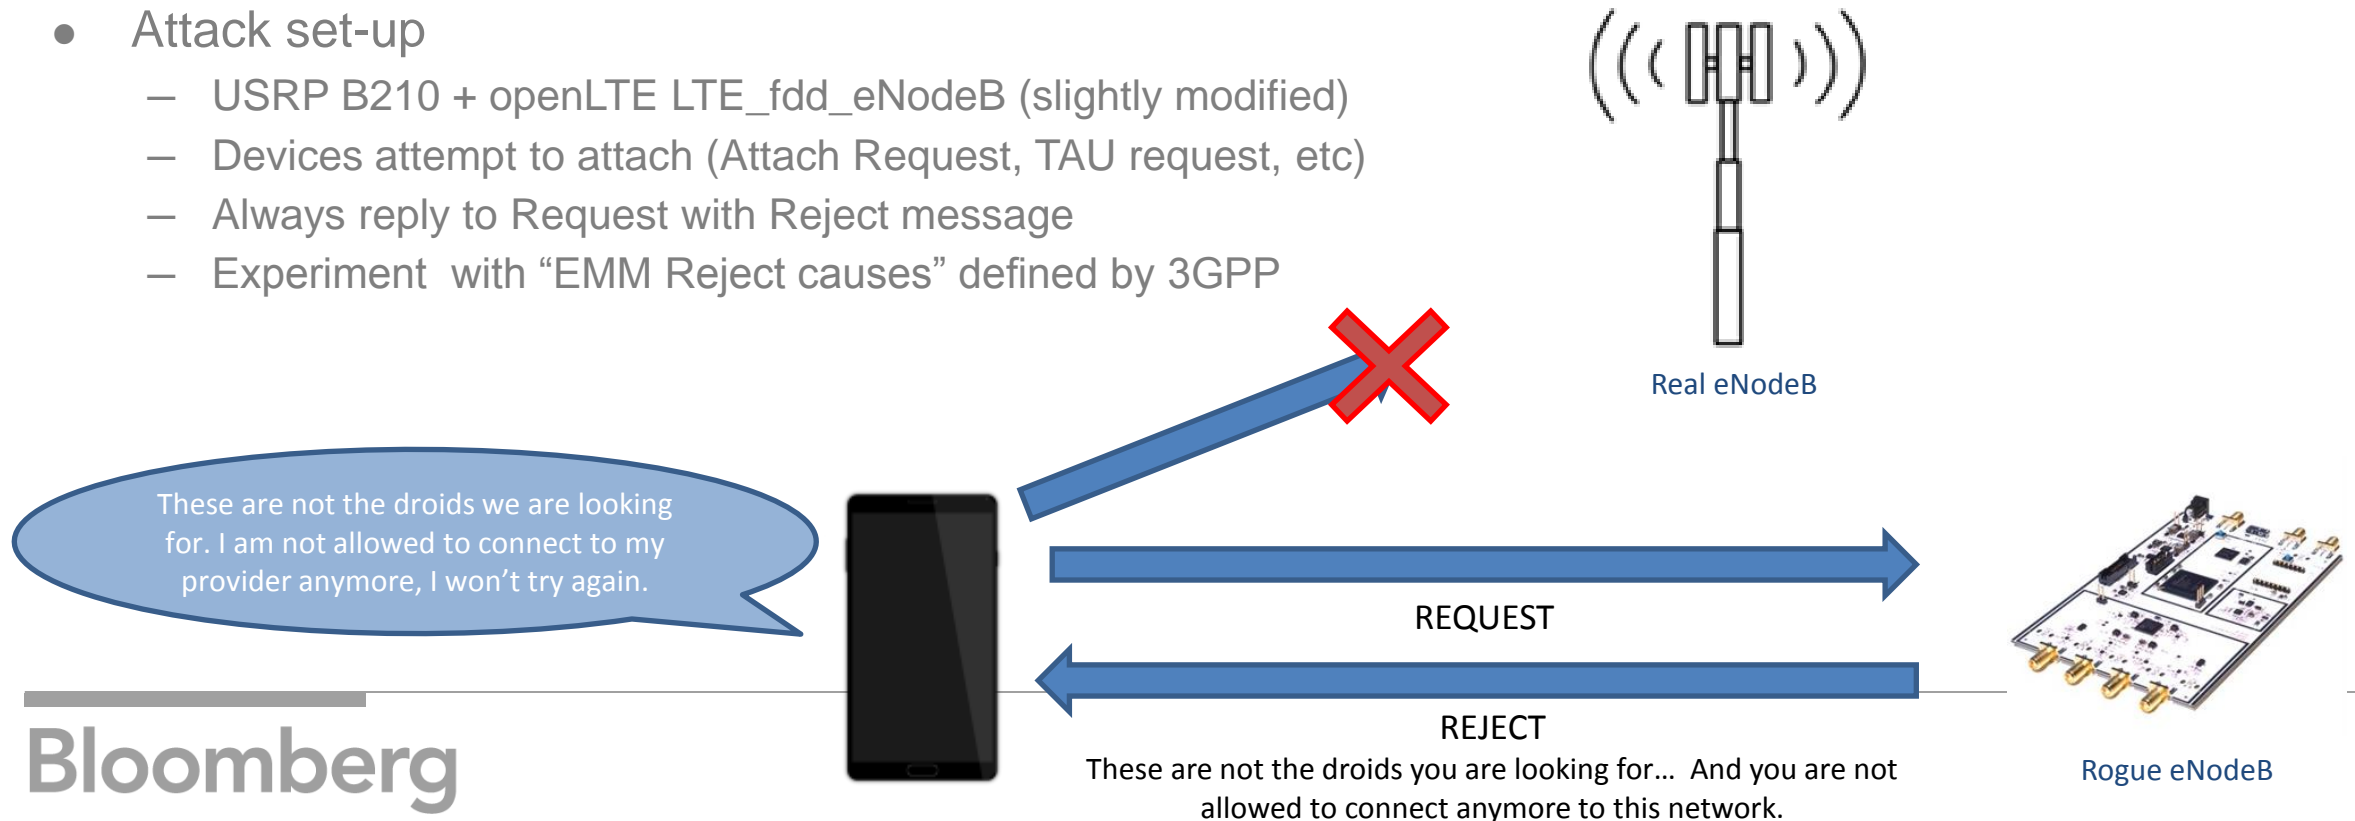 ● Attack set-up
– USRP B210 + openLTE LTE_fdd_eNodeB (slightly modified)
– Devices attempt to attach (Attach Request, TAU request, etc)
– Always reply to Request with Reject message
– Experiment with “EMM Reject causes” defined by 3GPP
Real eNodeB
These are not the droids we are looking
for. I am not allowed to connect to my
provider anymore, I won’t try again.
REQUEST
REJECT
These are not the droids you are looking for… And you are not
allowed to connect anymore to this network.
Rogue eNodeB
Bloomberg